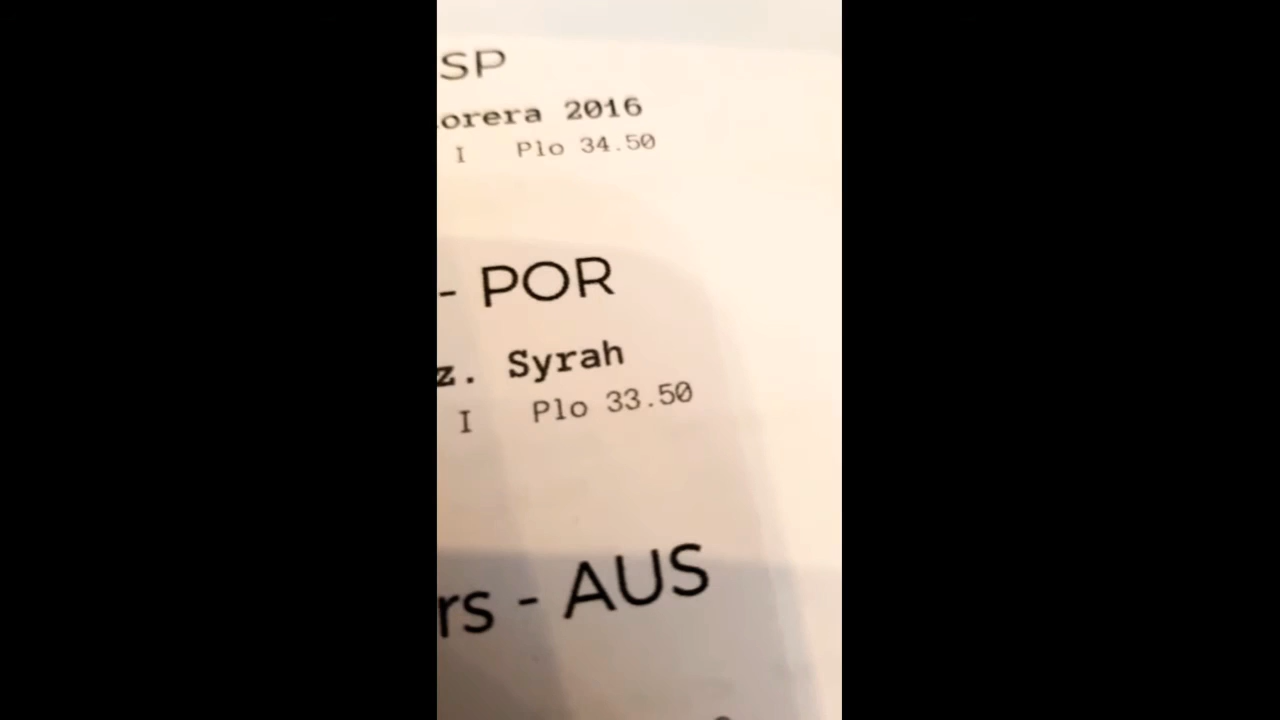 SP
orera 2016
I Plo 34.50
- POR
z. Syrah
I Plo 33.50
rs - AUS